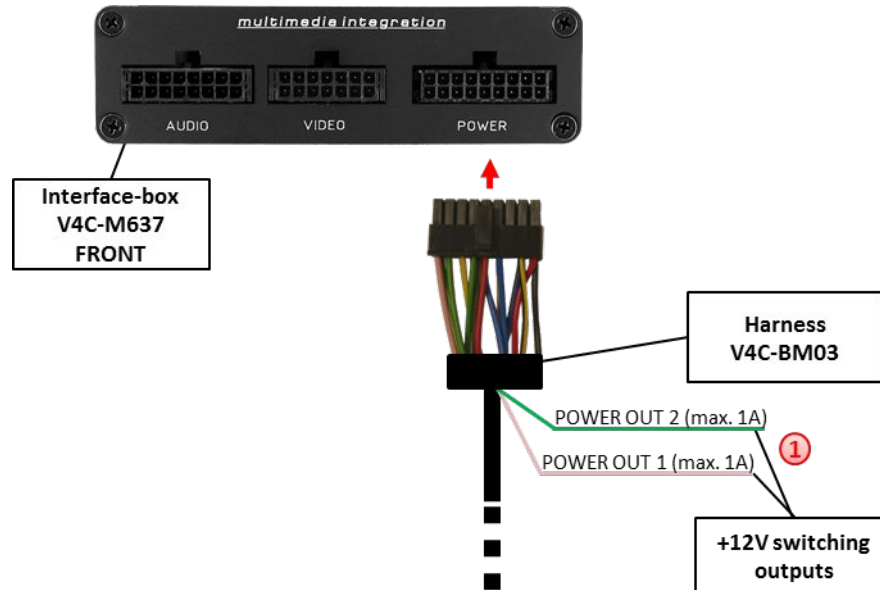 multimedia integration
AUDIO
VIDEO
POWER
Interface-box
V4C-M637
FRONT
Harness
V4C-BM03
POWER OUT 2 (max. 1A)
1
POWER OUT 1 (max. 1A)
+12V switching
outputs